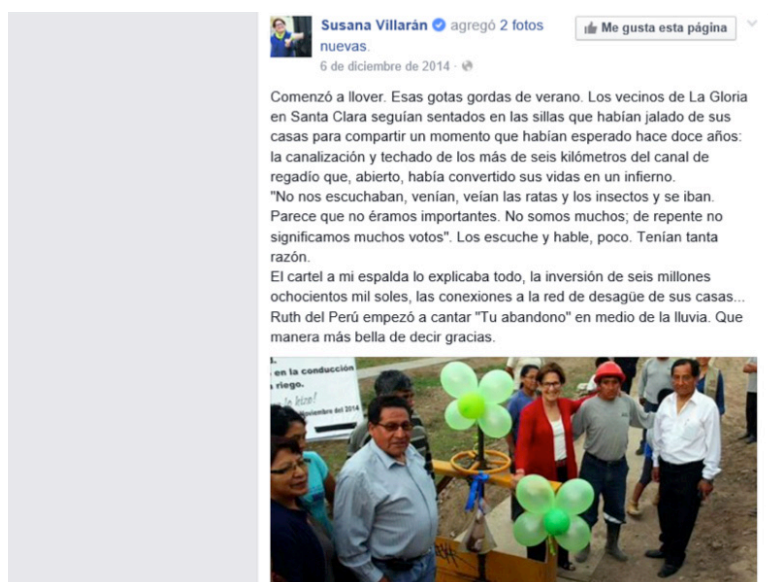 Susana Villarán agregó 2 fotos
nuevas.
Me gusta esta página
6 de diciembre de 2014
Comenzó a llover. Esas gotas gordas de verano. Los vecinos de La Gloria
en Santa Clara seguían sentados en las sillas que habían jalado de sus
casas para compartir un momento que habían esperado hace doce años:
la canalización y techado de los más de seis kilómetros del canal de
regadío que, abierto, había convertido sus vidas en un infierno.
"No nos escuchaban, venían, veían las ratas y los insectos y se iban.
Parece que no éramos importantes. No somos muchos; de repente no
significamos muchos votos". Los escuche y hable, poco. Tenían tanta
razón.
El cartel a mi espalda lo explicaba todo, la inversión de seis millones
ochocientos mil soles, las conexiones a la red de desagüe de sus casas...
Ruth del Perú empezó a cantar "Tu abandono" en medio de la lluvia. Que
manera más bella de decir gracias.
en la conducción
riego.
lo hizo!
Noviembre del 2014